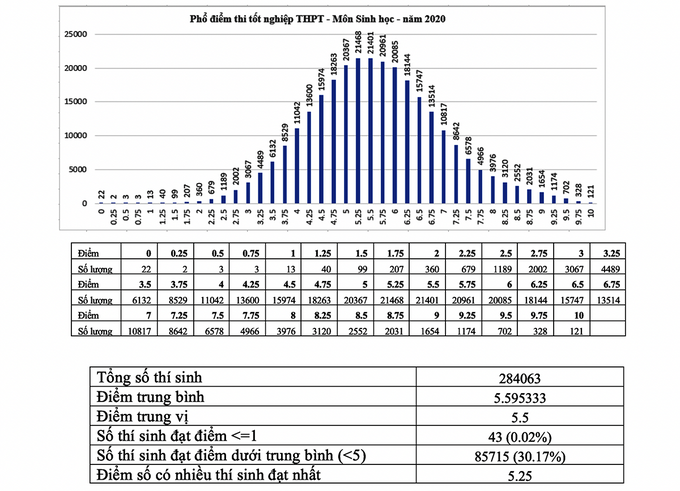 Phổ điểm thi tốt nghiệp THPT - Môn Sinh học - năm 2020
25000
20000
15000
10000
5000
0
22 2 3 3 13 40 99 207 360 679 1189 2002 3067 4489 6132 8529 11042 13600 15974 18263 20367 21468 21401 20961 20085 18144 15747 13514 10817 8642 6578 4966 3976 3120 2552 2031 1654 1174 702 328 121
0 0.25 0.5 0.75 1 1.25 1.5 1.75 2 2.25 2.5 2.75 3 3.25 3.5 3.75 4 4.25 4.5 4.75 5 5.25 5.5 5.75 6 6.25 6.5 6.75 7 7.25 7.5 7.75 8 8.25 8.5 8.75 9 9.25 9.5 9.75 10
Điểm 0 0.25 0.5 0.75 1 1.25 1.5 1.75 2 2.25 2.5 2.75 3 3.25
Số lượng 22 2 3 3 13 40 99 207 360 679 1189 2002 3067 4489
Điểm 3.5 3.75 4 4.25 4.5 4.75 5 5.25 5.5 5.75 6 6.25 6.5 6.75
Số lượng 6132 8529 11042 13600 15974 18263 20367 21468 21401 20961 20085 18144 15747 13514
Điểm 7 7.25 7.5 7.75 8 8.25 8.5 8.75 9 9.25 9.5 9.75 10
Số lượng 10817 8642 6578 4966 3976 3120 2552 2031 1654 1174 702 328 121
Tổng số thí sinh 284063
Điểm trung bình 5.595333
Điểm trung vị 5.5
Số thí sinh đạt điểm <=1 43 (0.02%)
Số thí sinh đạt điểm dưới trung bình (<5) 85715 (30.17%)
Điểm số có nhiều thí sinh đạt nhất 5.25